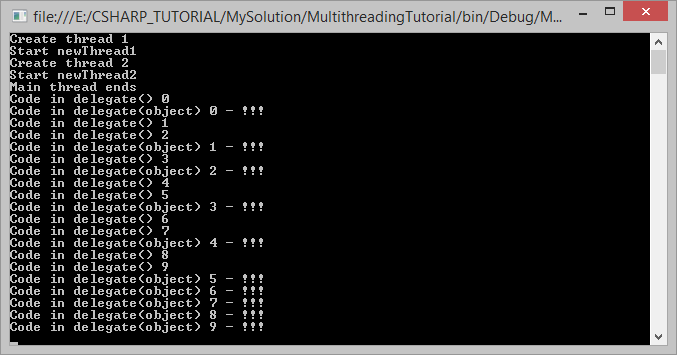 file:///E:/CSHARP_TUTORIAL/MySolution/MultithreadingTutorial/bin/Debug/M...
Create thread 1
Start newThread1
Create thread 2
Start newThread2
Main thread ends
Code in delegate() 0
Code in delegate(object) 0 - !!!
Code in delegate() 1
Code in delegate() 2
Code in delegate(object) 1 - !!!
Code in delegate() 3
Code in delegate(object) 2 - !!!
Code in delegate() 4
Code in delegate() 5
Code in delegate(object) 3 - !!!
Code in delegate() 6
Code in delegate() 7
Code in delegate(object) 4 - !!!
Code in delegate() 8
Code in delegate() 9
Code in delegate(object) 5 - !!!
Code in delegate(object) 6 - !!!
Code in delegate(object) 7 - !!!
Code in delegate(object) 8 - !!!
Code in delegate(object) 9 - !!!